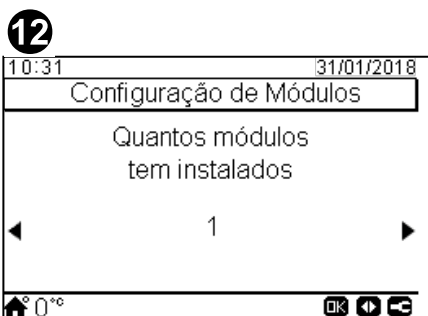 12
10:31 31/01/2018
Configuração de Módulos
Quantos módulos
tem instalados
1
0°c OK